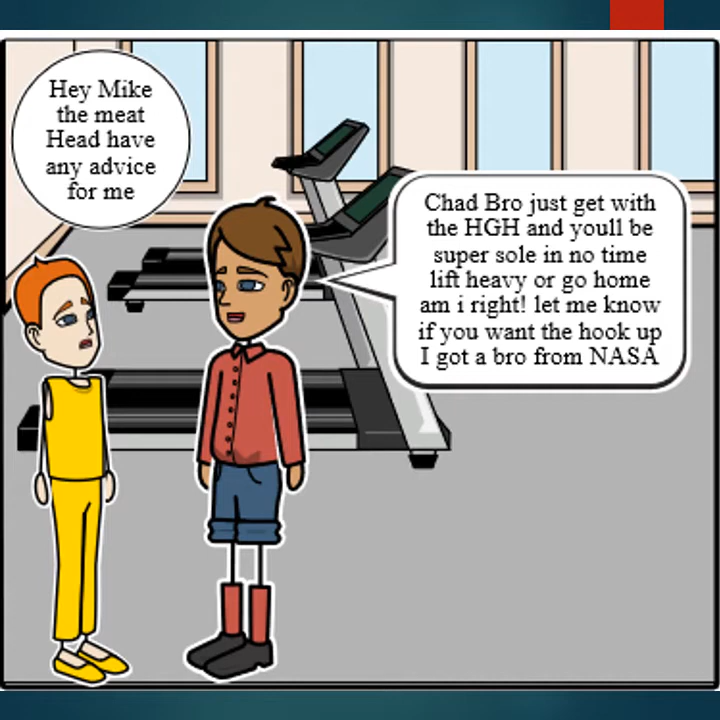 Hey Mike
the meat
Head have
any advice
for me
Chad Bro just get with
the HGH and youll be
super sole in no time
lift heavy or go home
am i right! let me know
if you want the hook up
I got a bro from NASA